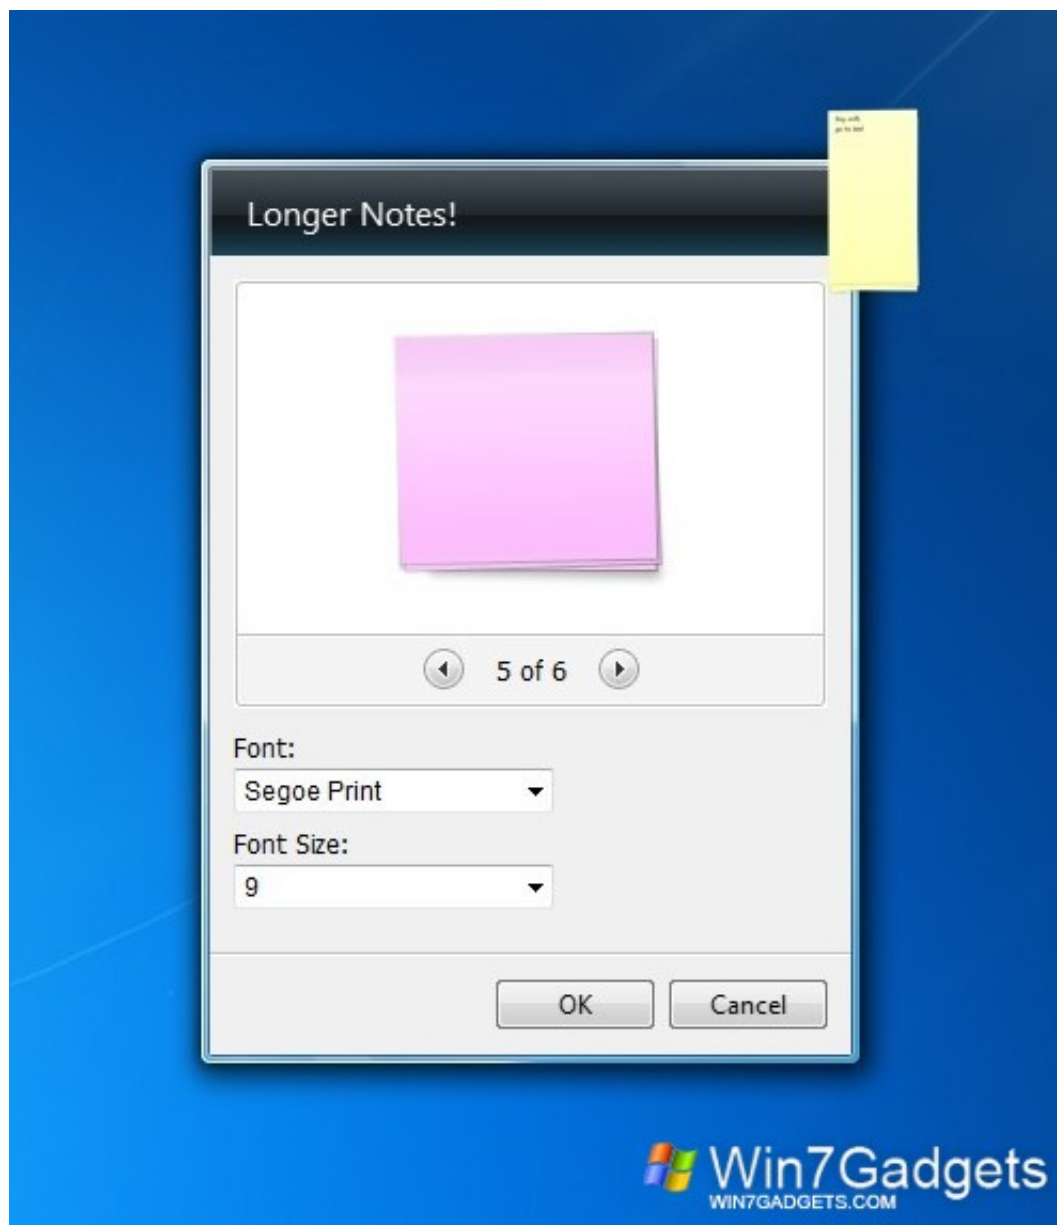 Longer Notes!
5 of 6
Font:
Segoe Print
Font Size:
9
OK Cancel
Win7Gadgets
WIN7GADGETS.COM